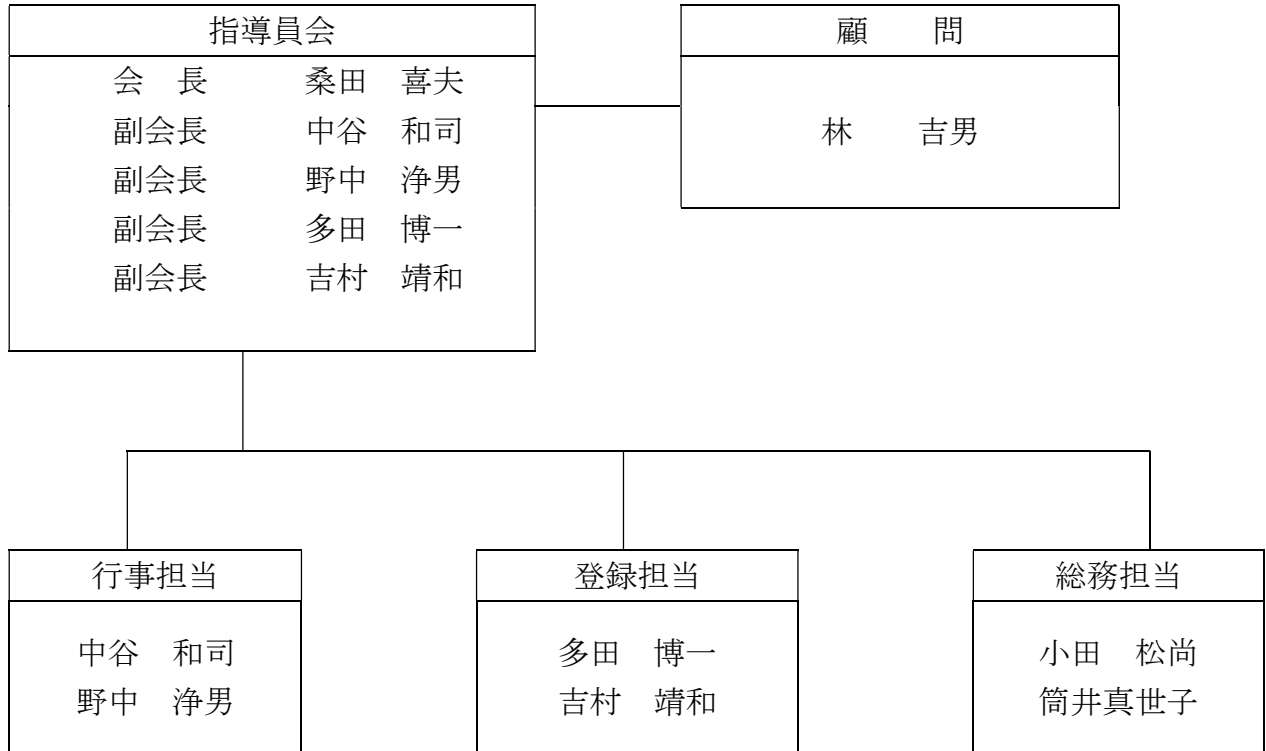 指導員会
会　長　　　桑田　喜夫
副会長　　　中谷　和司
副会長　　　野中　浄男
副会長　　　多田　博一
副会長　　　吉村　靖和
顧　　問
林　　吉男
行事担当
中谷　和司
野中　浄男
登録担当
多田　博一
吉村　靖和
総務担当
小田　松尚
筒井真世子